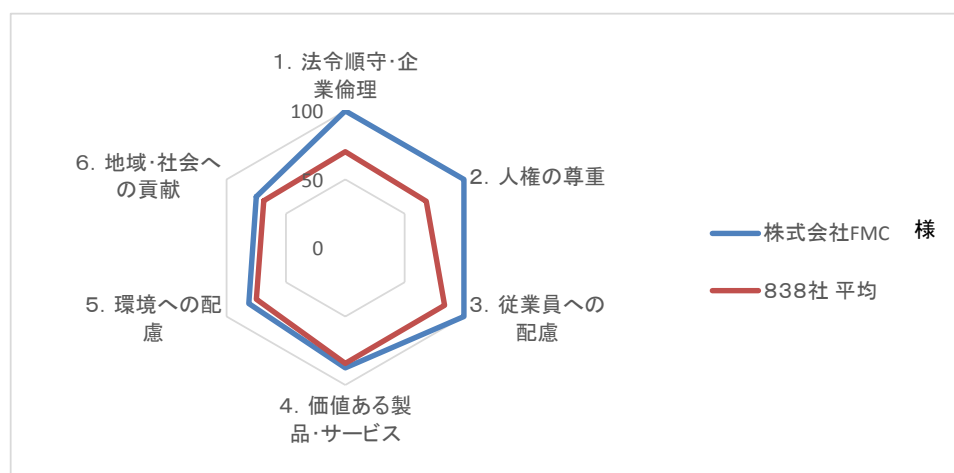 1. 法令順守・企
業倫理
100
6. 地域・社会へ
の貢献
50
2. 人権の尊重
0
株式会社FMC 様
838社 平均
5. 環境への配
慮
3. 従業員への
配慮
4. 価値ある製
品・サービス